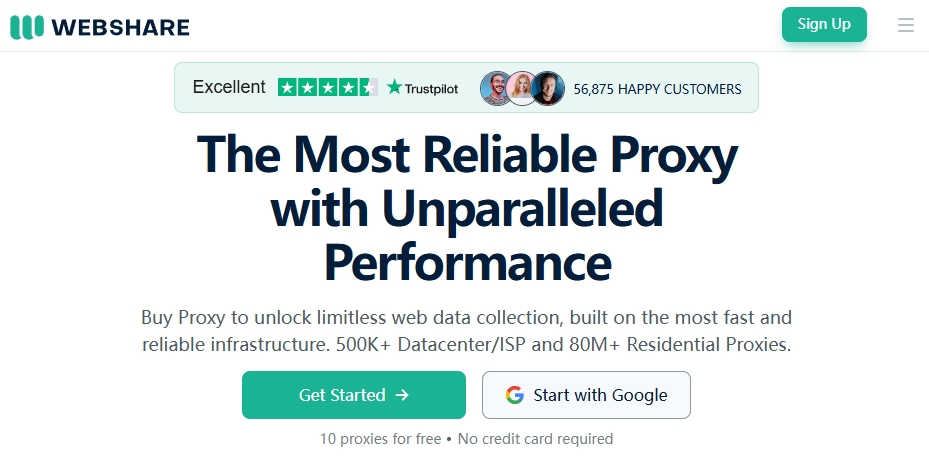 WEBSHARE
Sign Up
Excellent Trustpilot 56,875 HAPPY CUSTOMERS
The Most Reliable Proxy
with Unparalleled
Performance
Buy Proxy to unlock limitless web data collection, built on the most fast and
reliable infrastructure. 500K+ Datacenter/ISP and 80M+ Residential Proxies.
Get Started →
Start with Google
10 proxies for free • No credit card required